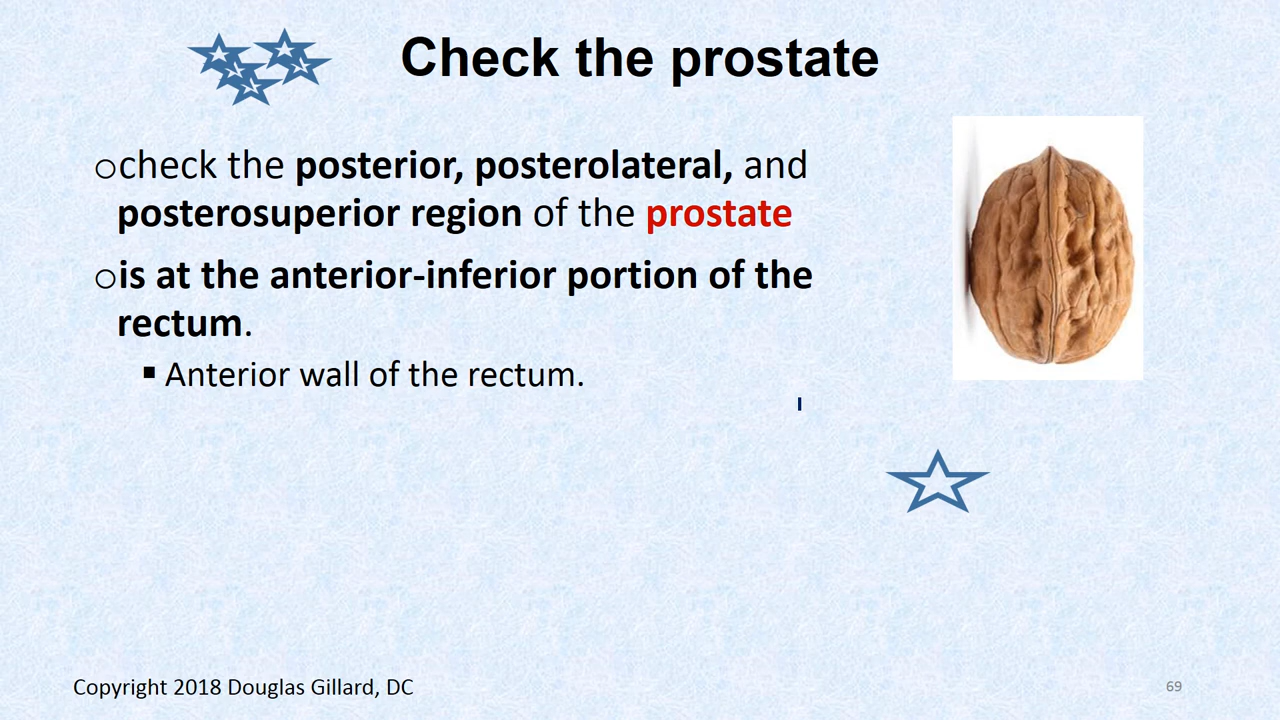 Check the prostate
○check the posterior, posterolateral, and
posterosuperior region of the prostate
○is at the anterior-inferior portion of the
rectum.
▪ Anterior wall of the rectum.
Copyright 2018 Douglas Gillard, DC
69